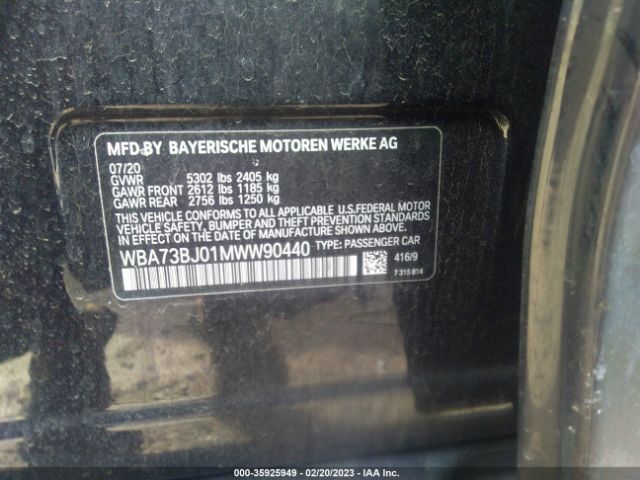 MFD.BY BAYERISCHE MOTOREN WERKE AG
07/20
GVWR 5302 lbs 2405 kg
GAWR FRONT 2612 lbs 1185 kg
GAWR REAR 2756 lbs 1250 kg
THIS VEHICLE CONFORMS TO ALL APPLICABLE U.S.FEDERAL MOTOR
VEHICLE SAFETY, BUMPER AND THEFT PREVENTION STANDARDS
IN EFFECT ON THE DATE OF MANUFACTURE SHOWN ABOVE.
WBA73BJ01MWW90440 TYPE: PASSENGER CAR
416/9
7 315 814
000-35925949 - 02/20/2023 - IAA Inc.